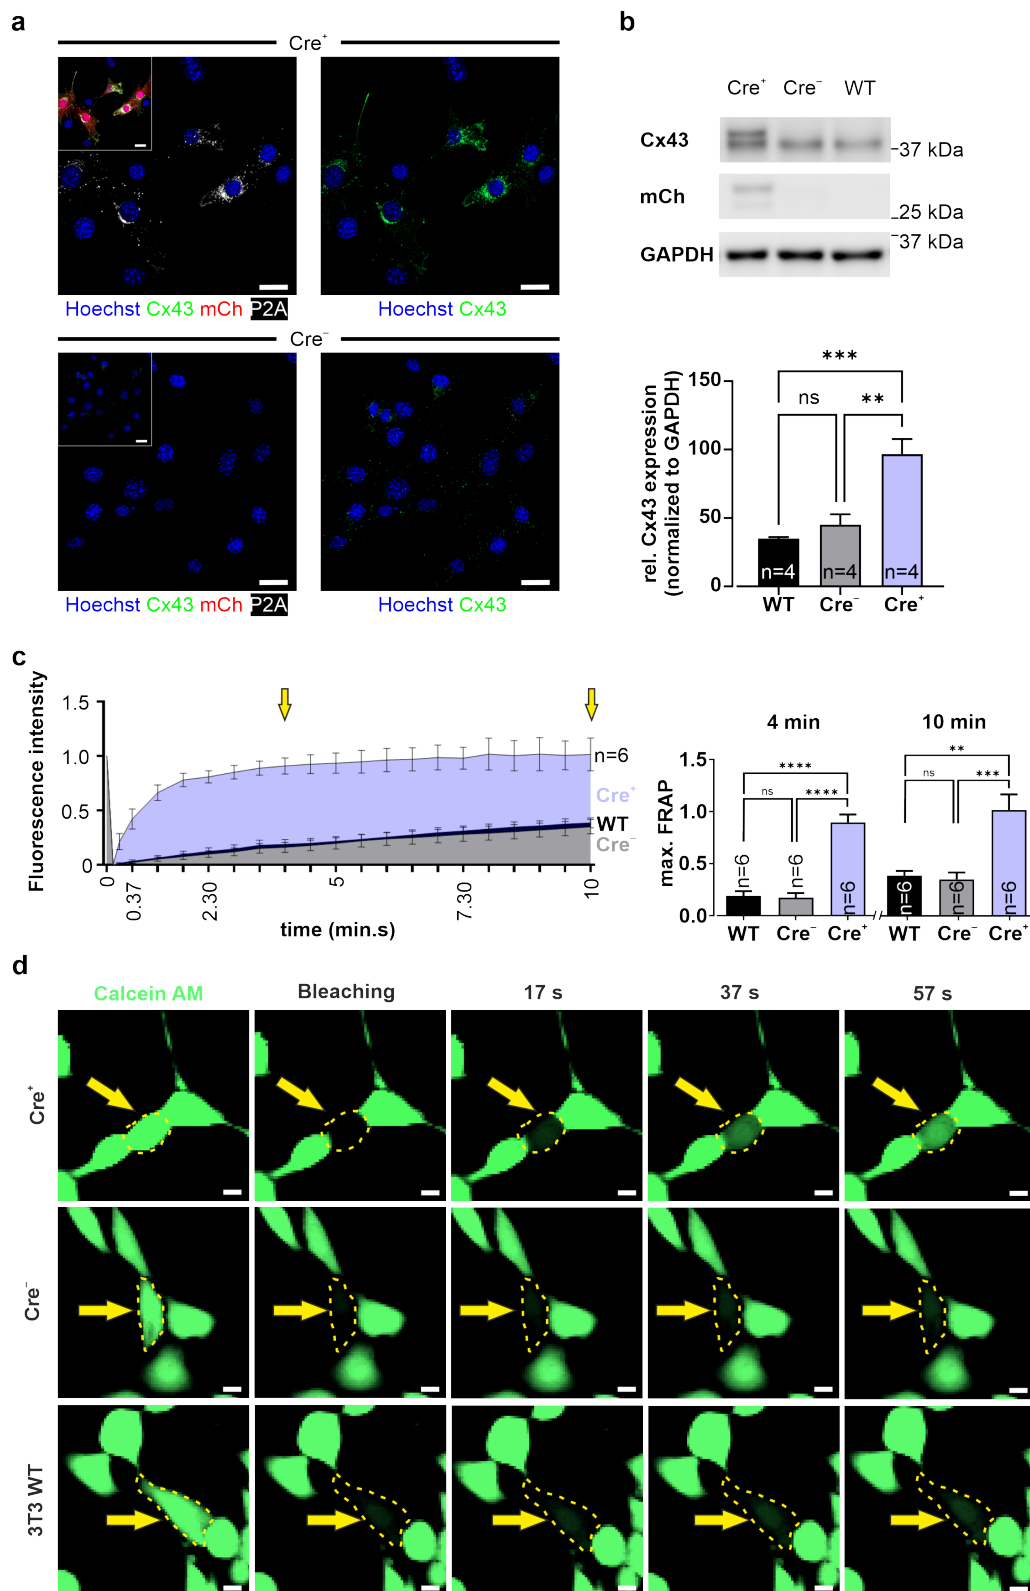 a
Cre⁺
Hoechst Cx43 mCh P2A
Hoechst Cx43
Cre⁻
Hoechst Cx43 mCh P2A
Hoechst Cx43
b
Cre⁺ Cre⁻ WT
Cx43
37 kDa
mCh
25 kDa
37 kDa
GAPDH
rel. Cx43 expression
(normalized to GAPDH)
150
100
50
0
***
ns
**
n=4
n=4
n=4
WT
Cre⁻
Cre⁺
c
Fluorescence intensity
1.5
1.0
0.5
0
n=6
Cre⁺
WT
Cre⁻
0
0.37
2.30
5
7.30
10
time (min.s)
4 min
10 min
max. FRAP
1.0
0.5
0.0
****
ns
****
**
ns
***
n=6
n=6
n=6
n=6
n=6
n=6
WT
Cre⁻
Cre⁺
WT
Cre⁻
Cre⁺
d
Calcein AM
Bleaching
17 s
37 s
57 s
Cre⁺
Cre⁻
3T3 WT